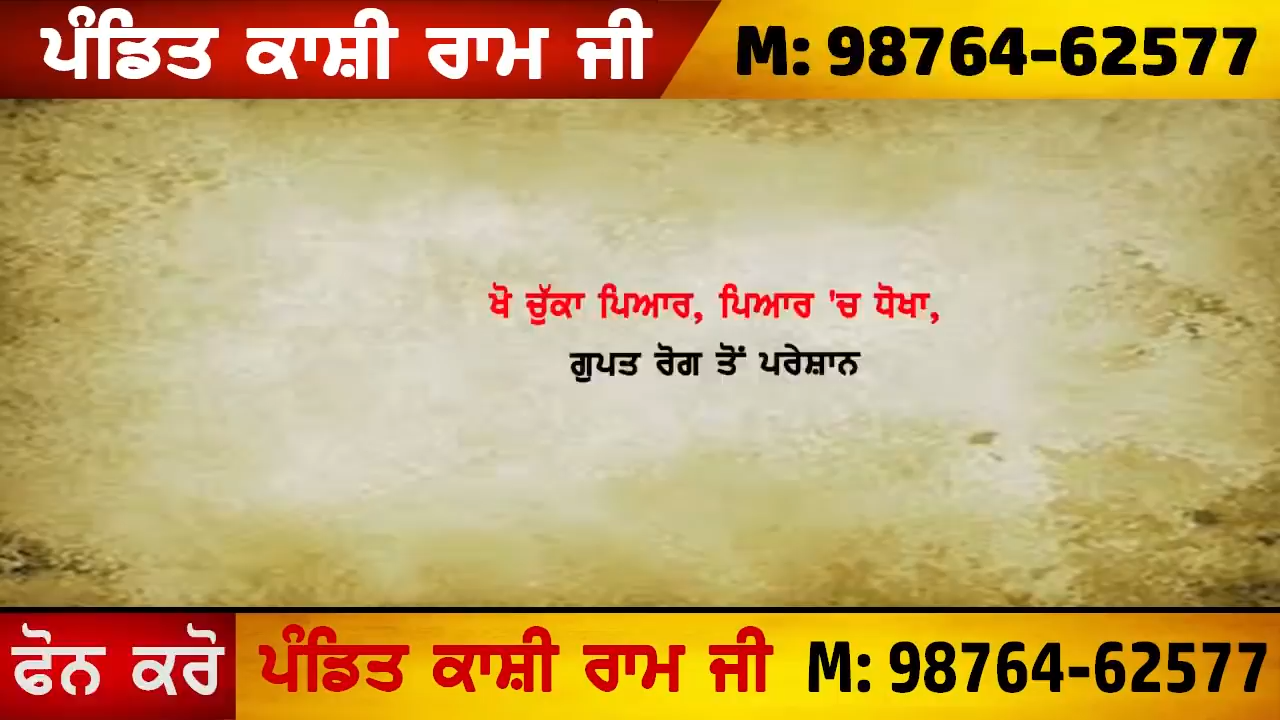 ਪੰਡਿਤ ਕਾਸ਼ੀ ਰਾਮ ਜੀ M: 98764-62577
ਖੋ ਚੁੱਕਾ ਪਿਆਰ, ਪਿਆਰ 'ਚ ਧੋਖਾ,
ਗੁਪਤ ਰੋਗ ਤੋਂ ਪਰੇਸ਼ਾਨ
ਫੋਨ ਕਰੋ ਪੰਡਿਤ ਕਾਸ਼ੀ ਰਾਮ ਜੀ M: 98764-62577